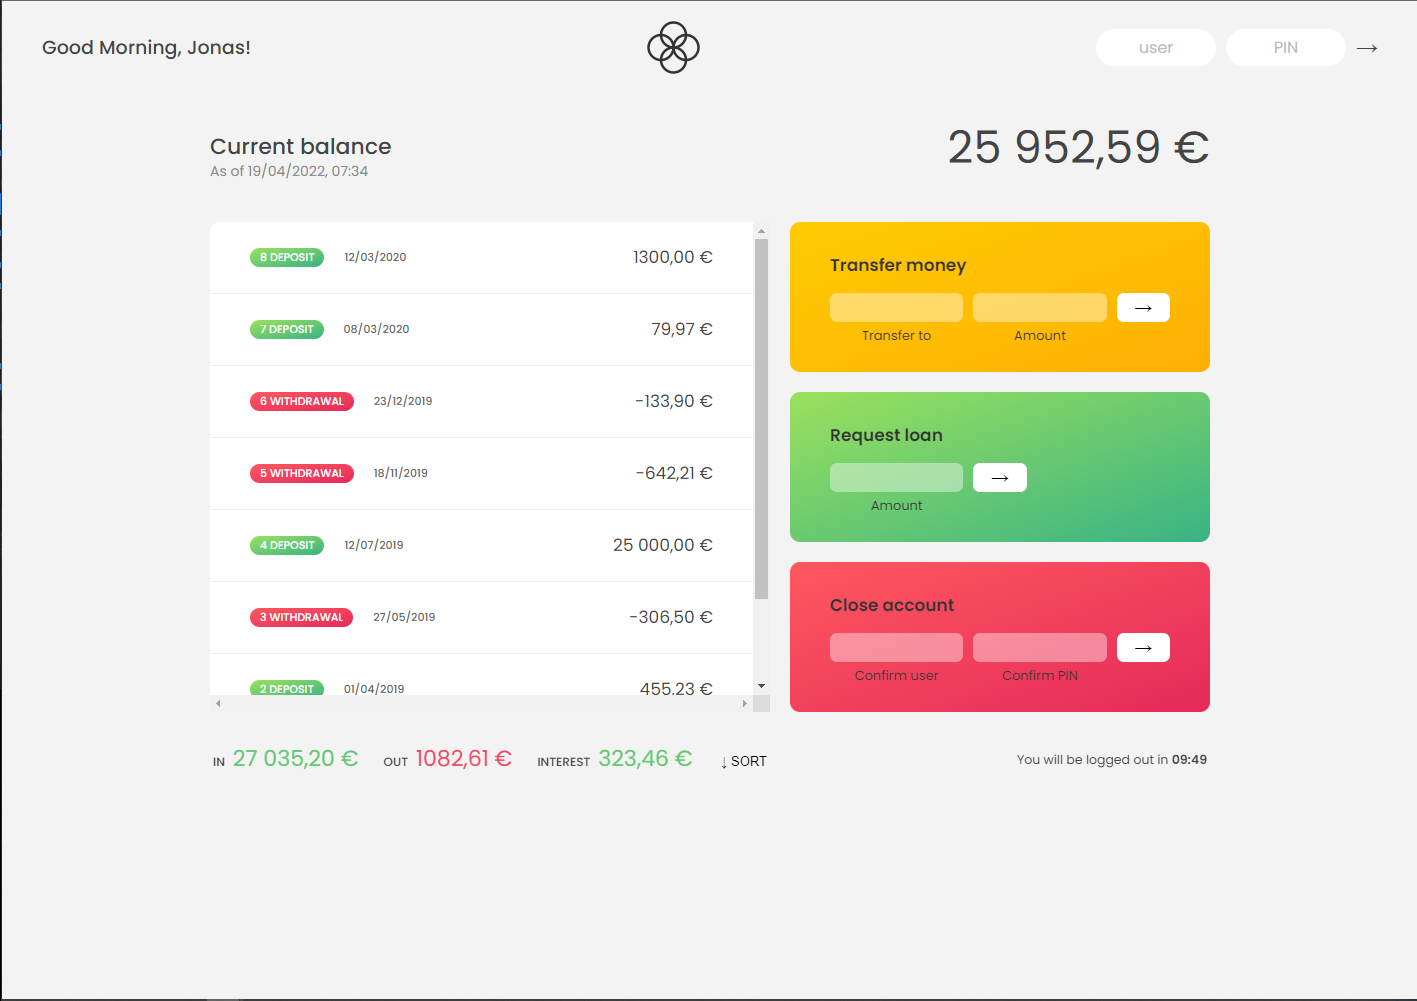 Good Morning, Jonas!
user
PIN
→
Current balance
As of 19/04/2022, 07:34
25 952,59 €
8 DEPOSIT 12/03/2020 1300,00 €
7 DEPOSIT 08/03/2020 79,97 €
6 WITHDRAWAL 23/12/2019 -133,90 €
5 WITHDRAWAL 18/11/2019 -642,21 €
4 DEPOSIT 12/07/2019 25 000,00 €
3 WITHDRAWAL 27/05/2019 -306,50 €
2 DEPOSIT 01/04/2019 455,23 €
Transfer money
→
Transfer to Amount
Request loan
→
Amount
Close account
→
Confirm user Confirm PIN
IN 27 035,20 € OUT 1082,61 € INTEREST 323,46 € ↓ SORT
You will be logged out in 09:49